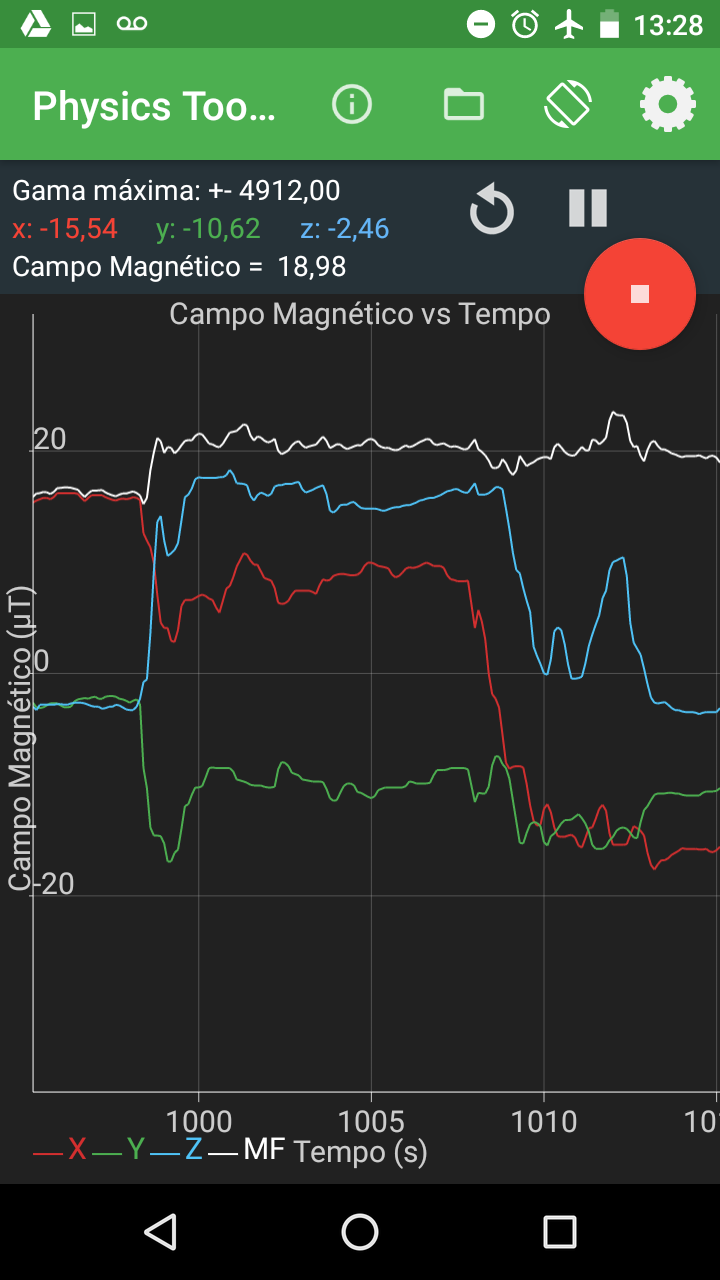 13:28
Physics Too...
Gama máxima: +- 4912,00
x: -15,54 y: -10,62 z: -2,46
Campo Magnético = 18,98
Campo Magnético vs Tempo
20
0
-20
Campo Magnético (µT)
1000 1005 1010 10
X Y Z MF Tempo (s)